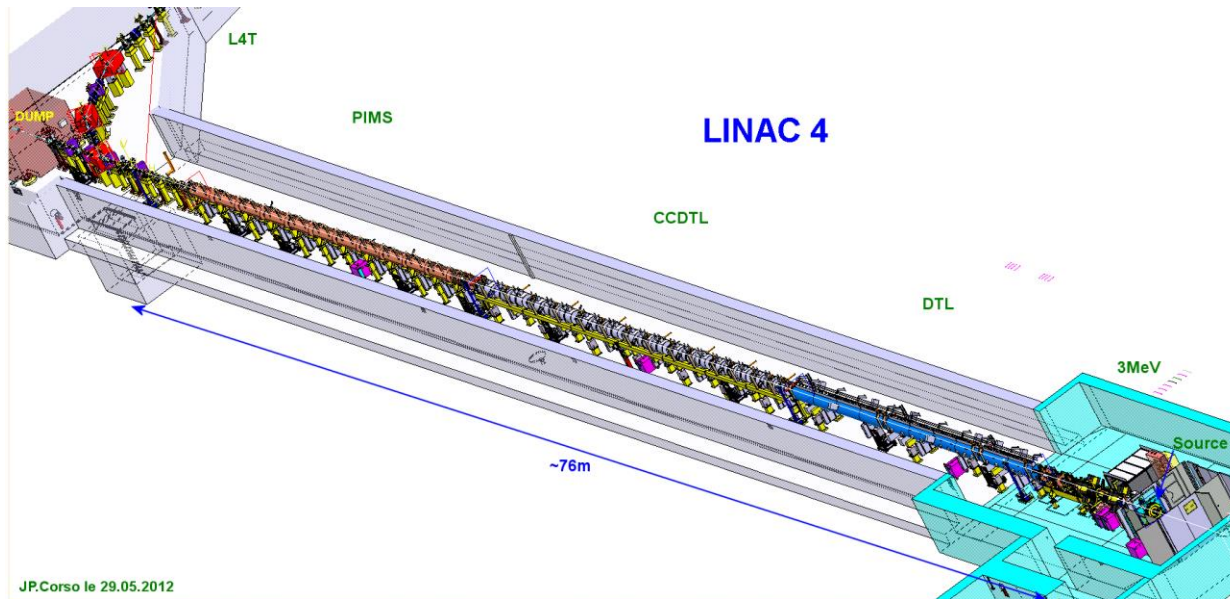 L4T
DUMP
PIMS
LINAC 4
CCDTL
DTL
3MeV
Source
~76m
JP.Corso le 29.05.2012